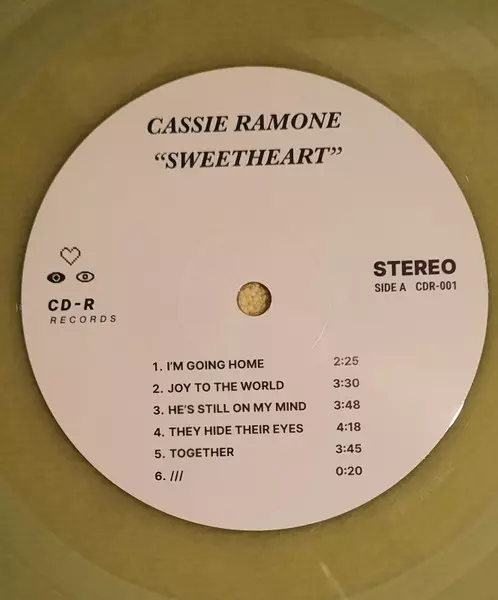 CASSIE RAMONE
“SWEETHEART”
CD-R
RECORDS
STEREO
SIDE A CDR-001
1. I'M GOING HOME 2:25
2. JOY TO THE WORLD 3:30
3. HE'S STILL ON MY MIND 3:48
4. THEY HIDE THEIR EYES 4:18
5. TOGETHER 3:45
6. /// 0:20